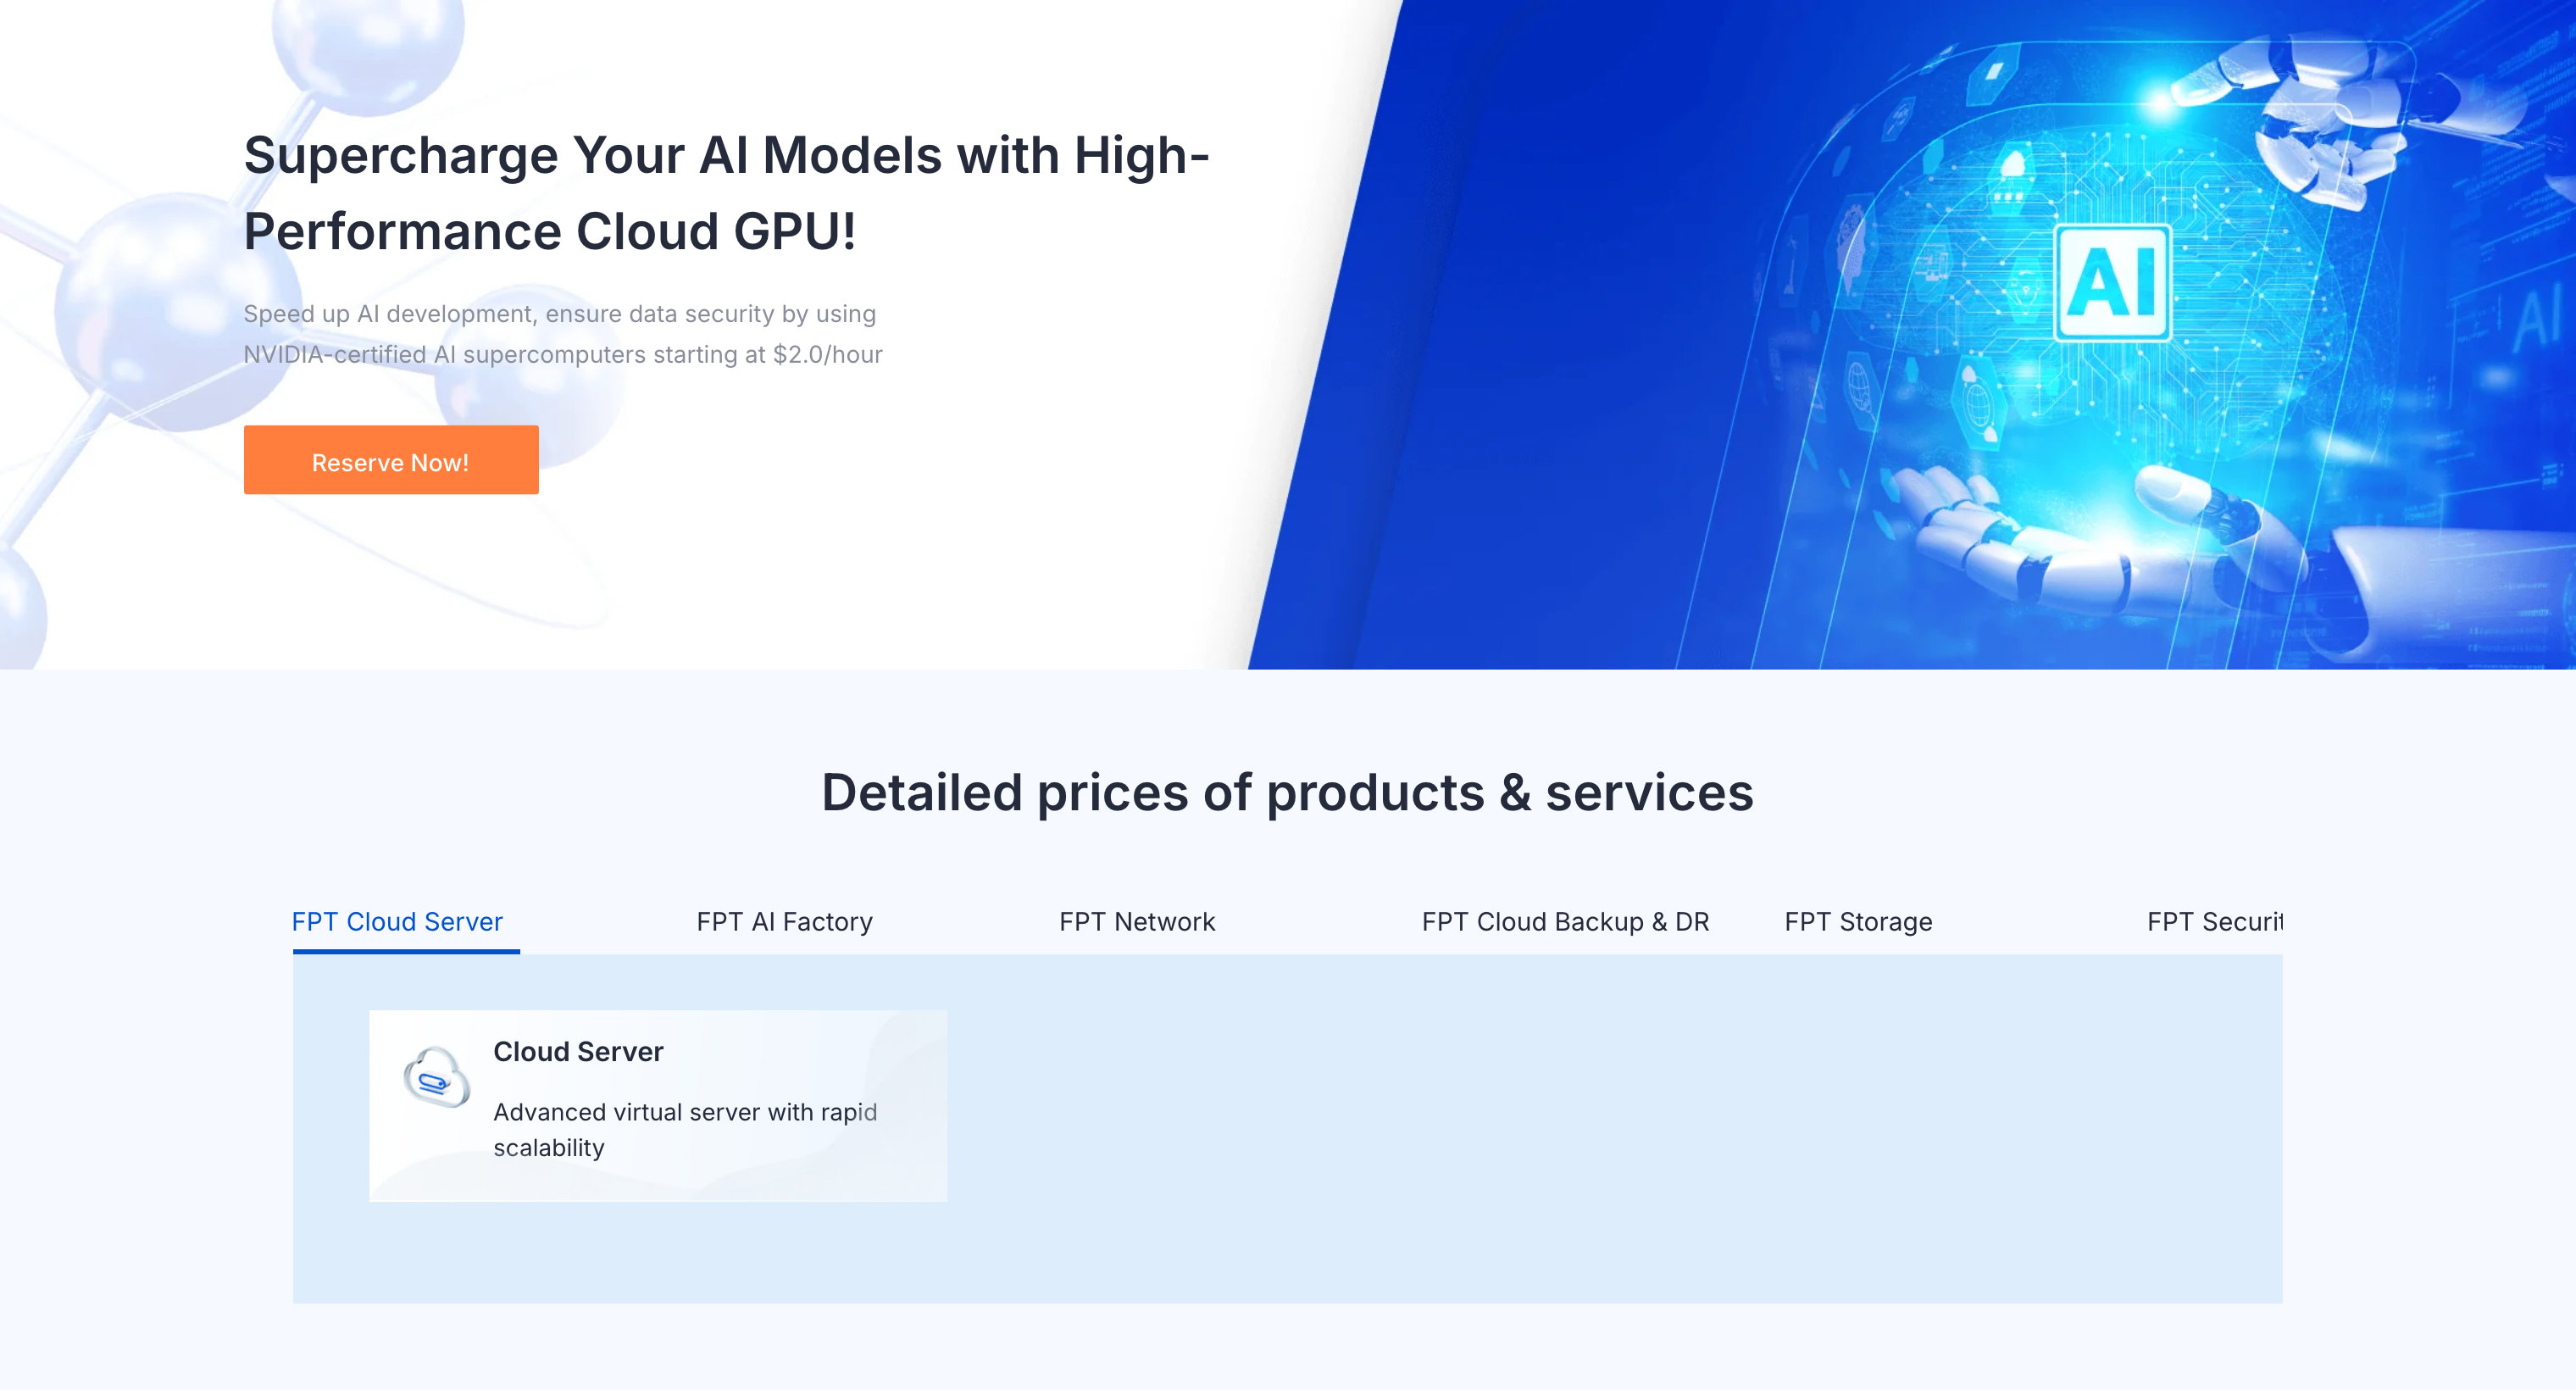 Supercharge Your AI Models with High-
Performance Cloud GPU!
Speed up AI development, ensure data security by using
NVIDIA-certified AI supercomputers starting at $2.0/hour
Reserve Now!
AI
AI
Detailed prices of products & services
FPT Cloud Server
FPT AI Factory
FPT Network
FPT Cloud Backup & DR
FPT Storage
FPT Securit
Cloud Server
Advanced virtual server with rapid
scalability